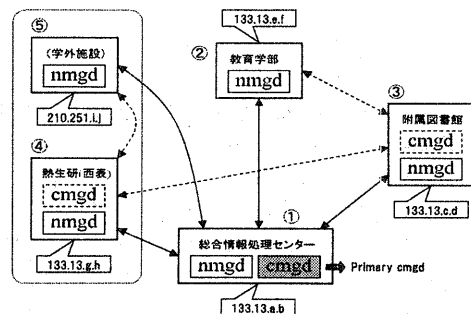 ⑤
(学外施設)
nmgd
210.251.i.j
133.13.e.f
②
教育学部
nmgd
③
附属図書館
cmgd
nmgd
133.13.c.d
④
熱生研(西表)
cmgd
nmgd
133.13.g.h
①
総合情報処理センター
nmgd cmgd
Primary cmgd
133.13.a.b